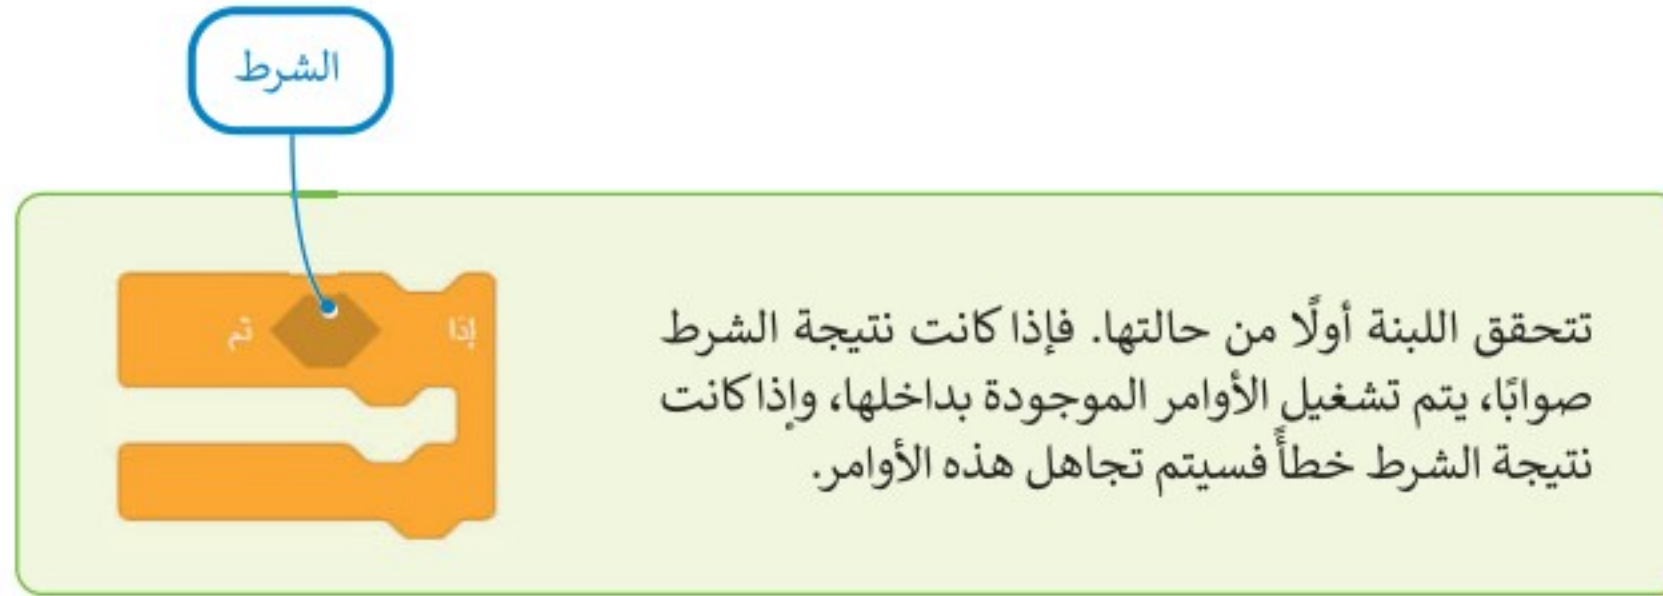 الشرط
إذا ثم
تتحقق اللبنة أولًا من حالتها. فإذا كانت نتيجة الشرط
صوابًا، يتم تشغيل الأوامر الموجودة بداخلها، وإذا كانت
نتيجة الشرط خطأً فسيتم تجاهل هذه الأوامر.